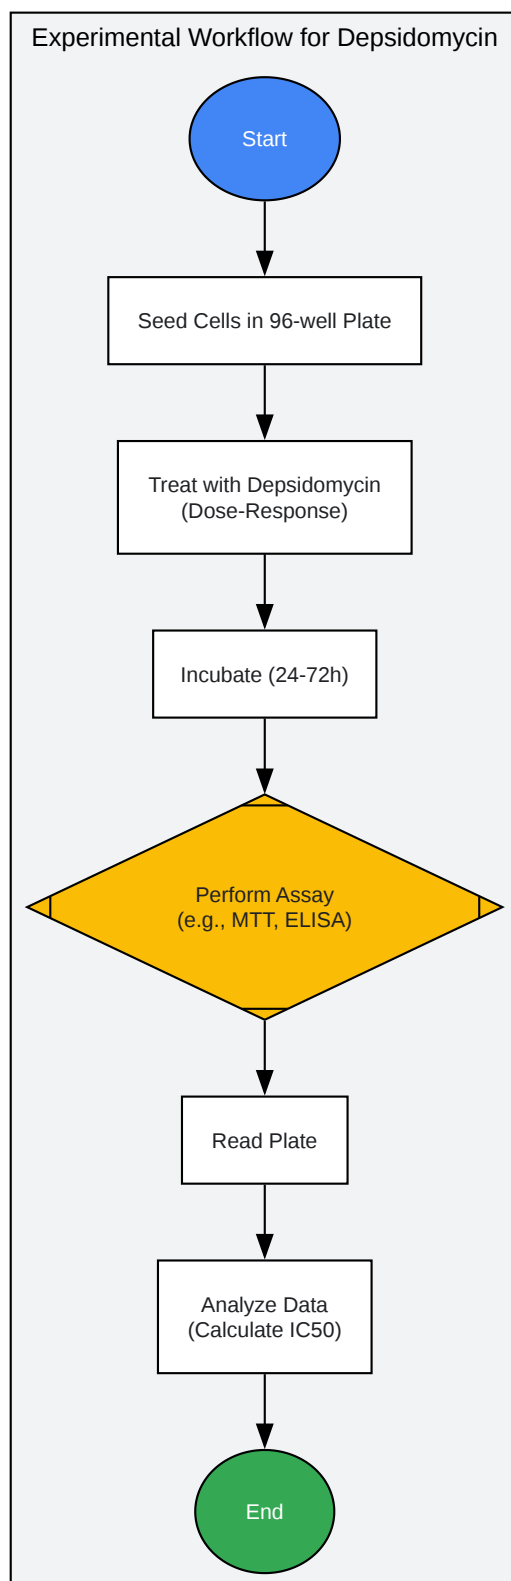 Experimental Workflow for Depsidomycin
Start
Seed Cells in 96-well Plate
Treat with Depsidomycin
(Dose-Response)
Incubate (24-72h)
Perform Assay
(e.g., MTT, ELISA)
Read Plate
Analyze Data
(Calculate IC50)
End